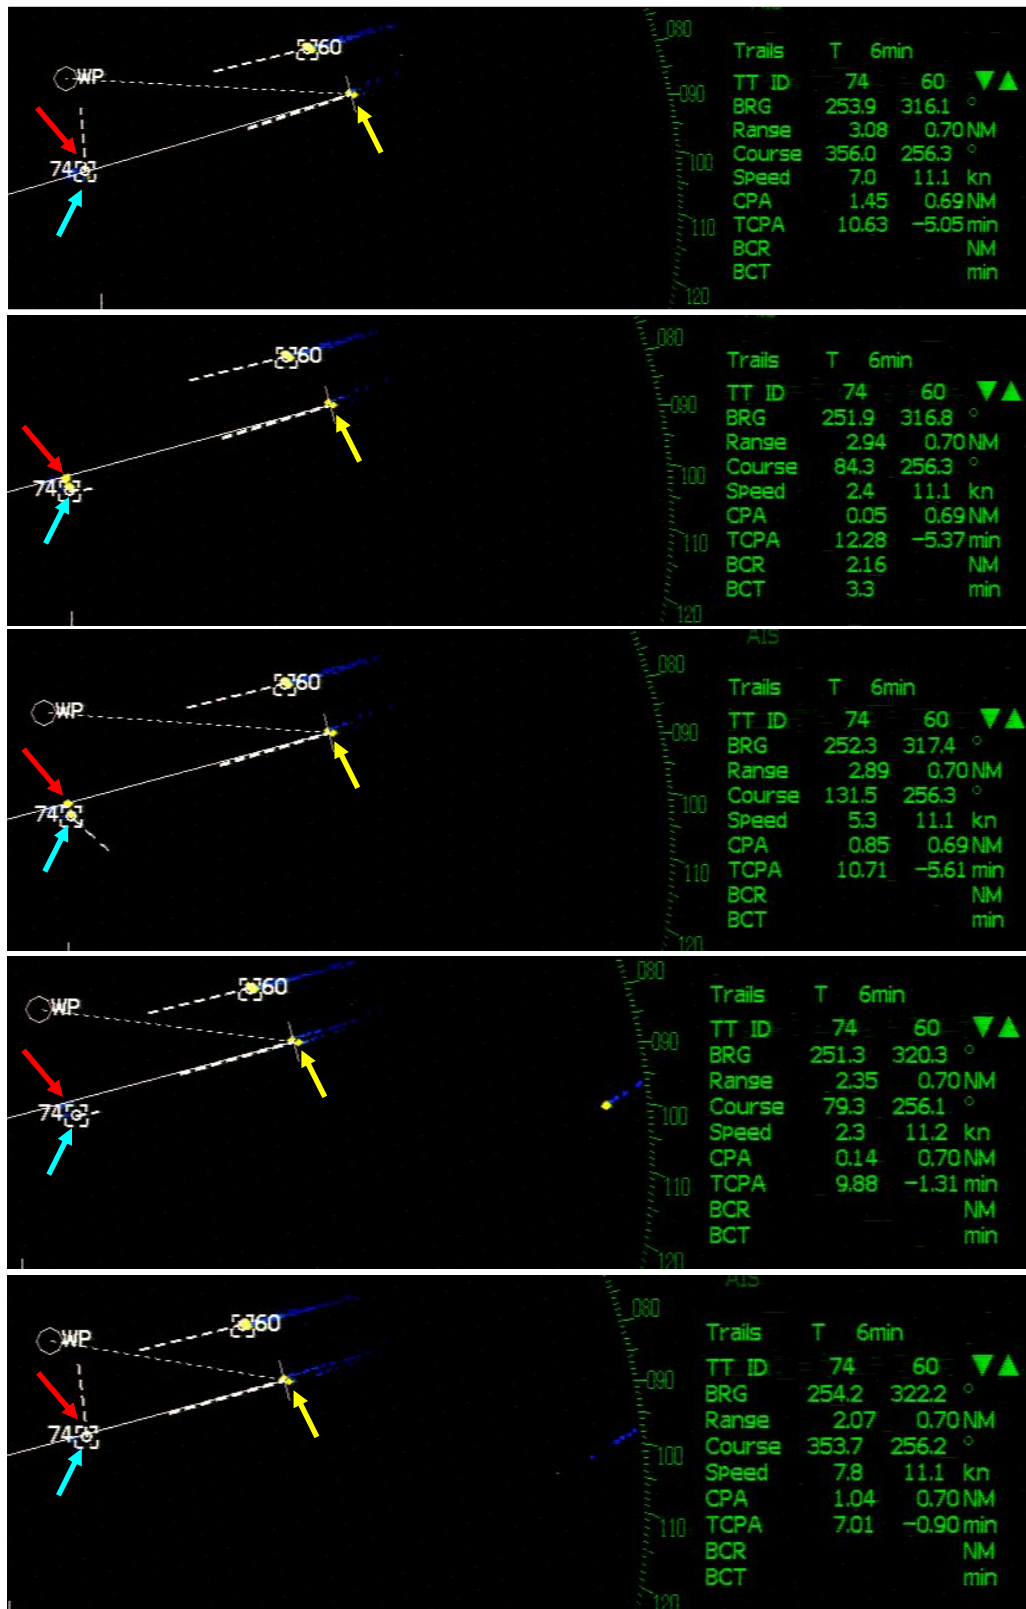 60
WP
74
080
090
100
110
120
Trails T 6min
TT ID 74 60 ▼▲
BRG 253.9 316.1 °
Range 3.08 0.70 NM
Course 356.0 256.3 °
Speed 7.0 11.1 kn
CPA 1.45 0.69 NM
TCPA 10.63 -5.05 min
BCR NM
BCT min
60
74
080
090
100
110
120
Trails T 6min
TT ID 74 60 ▼▲
BRG 251.9 316.8 °
Range 2.94 0.70 NM
Course 84.3 256.3 °
Speed 2.4 11.1 kn
CPA 0.05 0.69 NM
TCPA 12.28 -5.37 min
BCR 2.16 NM
BCT 3.3 min
60
WP
74
080
090
100
110
120
AIS
Trails T 6min
TT ID 74 60 ▼▲
BRG 252.3 317.4 °
Range 2.89 0.70 NM
Course 131.5 256.3 °
Speed 5.3 11.1 kn
CPA 0.85 0.69 NM
TCPA 10.71 -5.61 min
BCR NM
BCT min
60
WP
74
080
090
100
110
120
Trails T 6min
TT ID 74 60 ▼▲
BRG 251.3 320.3 °
Range 2.35 0.70 NM
Course 79.3 256.1 °
Speed 2.3 11.2 kn
CPA 0.14 0.70 NM
TCPA 9.88 -1.31 min
BCR NM
BCT min
60
WP
74
080
090
100
110
120
AIS
Trails T 6min
TT ID 74 60 ▼▲
BRG 254.2 322.2 °
Range 2.07 0.70 NM
Course 353.7 256.2 °
Speed 7.8 11.1 kn
CPA 1.04 0.70 NM
TCPA 7.01 -0.90 min
BCR NM
BCT min